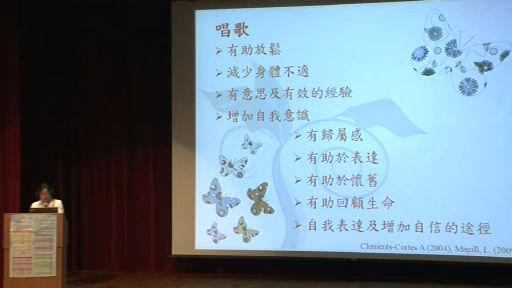 唱歌
➢有助放鬆
➢減少身體不適
➢有意思及有效的經驗
➢增加自我意識
➢有歸屬感
➢有助於表達
➢有助於懷舊
➢有助回顧生命
➢自我表達及增加自信的途徑
Clements-Cortes A (2004), Magill, L. (200